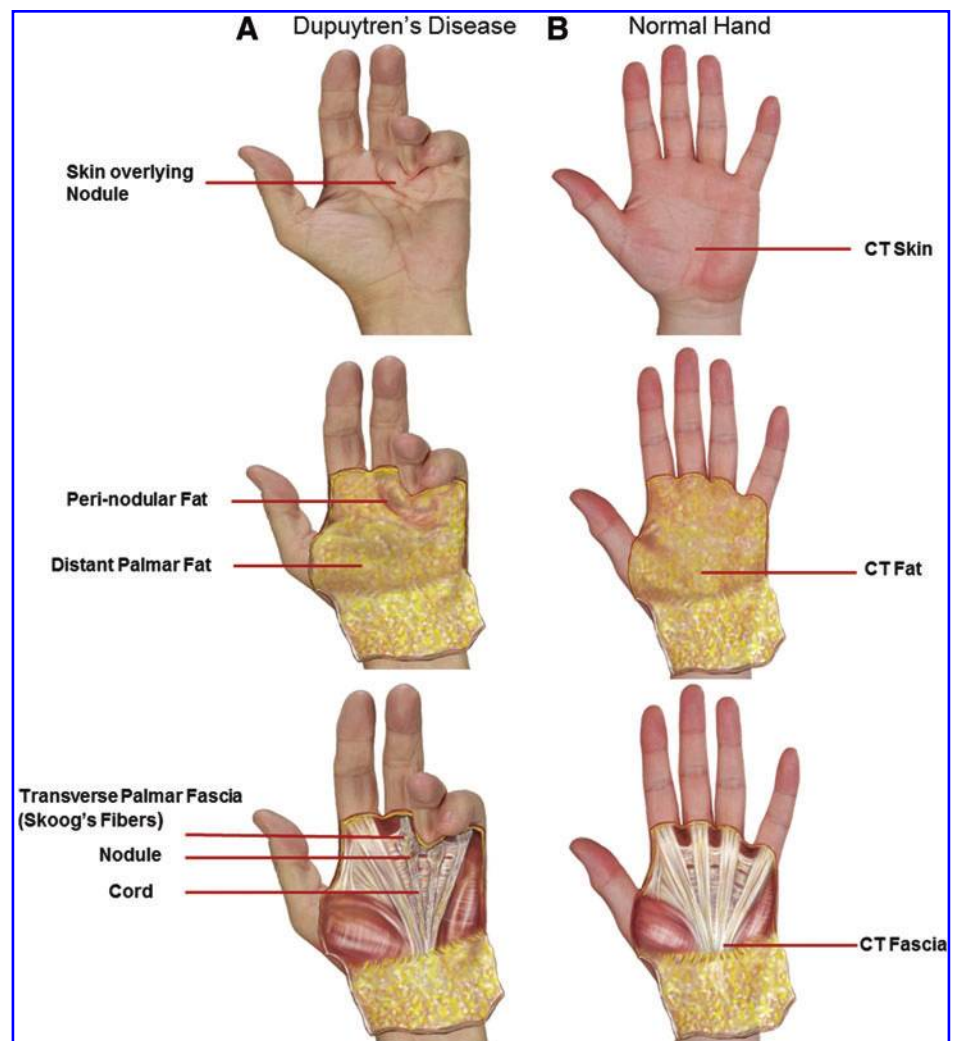 A Dupuytren's Disease
B Normal Hand
Skin overlying
Nodule
CT Skin
Peri-nodular Fat
Distant Palmar Fat
CT Fat
Transverse Palmar Fascia
(Skoog's Fibers)
Nodule
Cord
CT Fascia